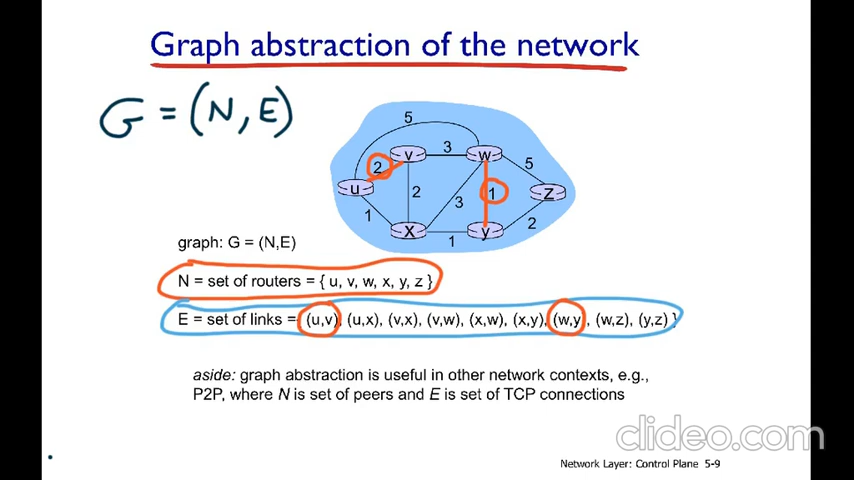 Graph abstraction of the network
G = (N, E)
5
v
3
w
5
2
u
2
1
z
1
3
x
1
y
2
graph: G = (N,E)
N = set of routers = { u, v, w, x, y, z }
E = set of links = (u,v), (u,x), (v,x), (v,w), (x,w), (x,y), (w,y), (w,z), (y,z) }
aside: graph abstraction is useful in other network contexts, e.g.,
P2P, where N is set of peers and E is set of TCP connections
clideo.com
Network Layer: Control Plane 5-9